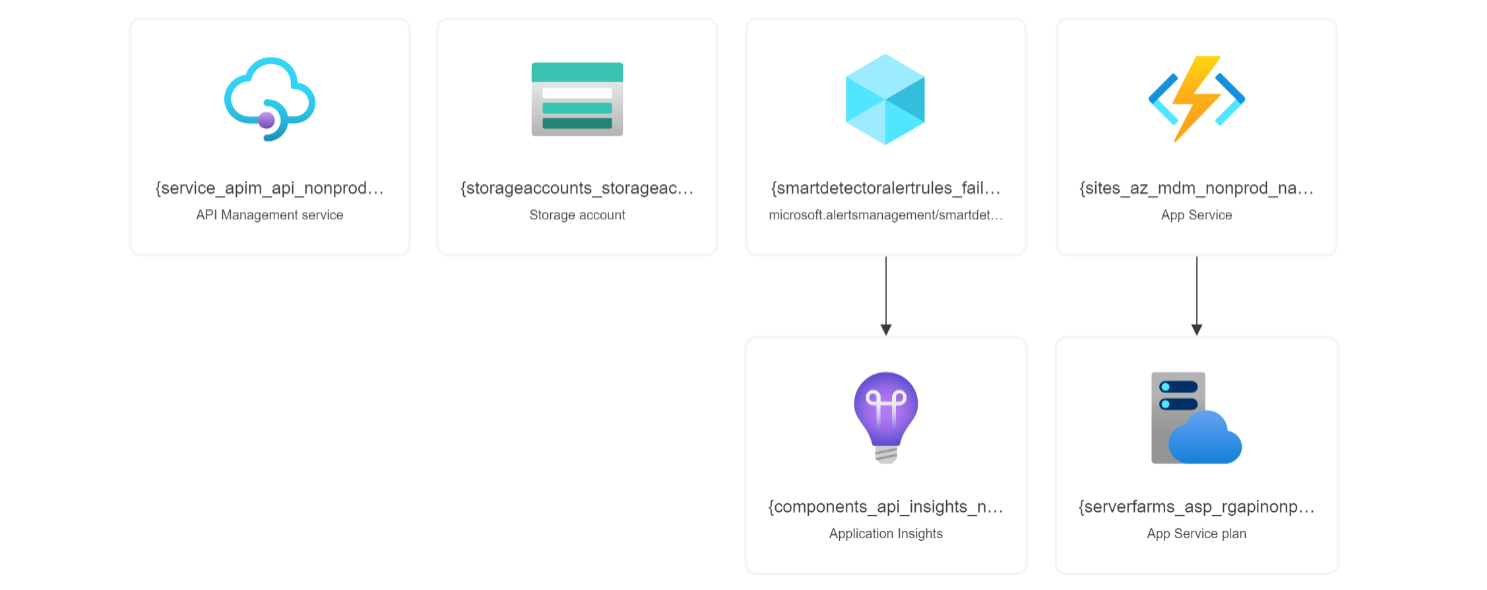 {service_apim_api_nonprod…
API Management service
{storageaccounts_storageac…
Storage account
{smartdetectoralertrules_fail…
microsoft.alertsmanagement/smartdet…
{sites_az_mdm_nonprod_na…
App Service
{components_api_insights_n…
Application Insights
{serverfarms_asp_rgapinonp…
App Service plan